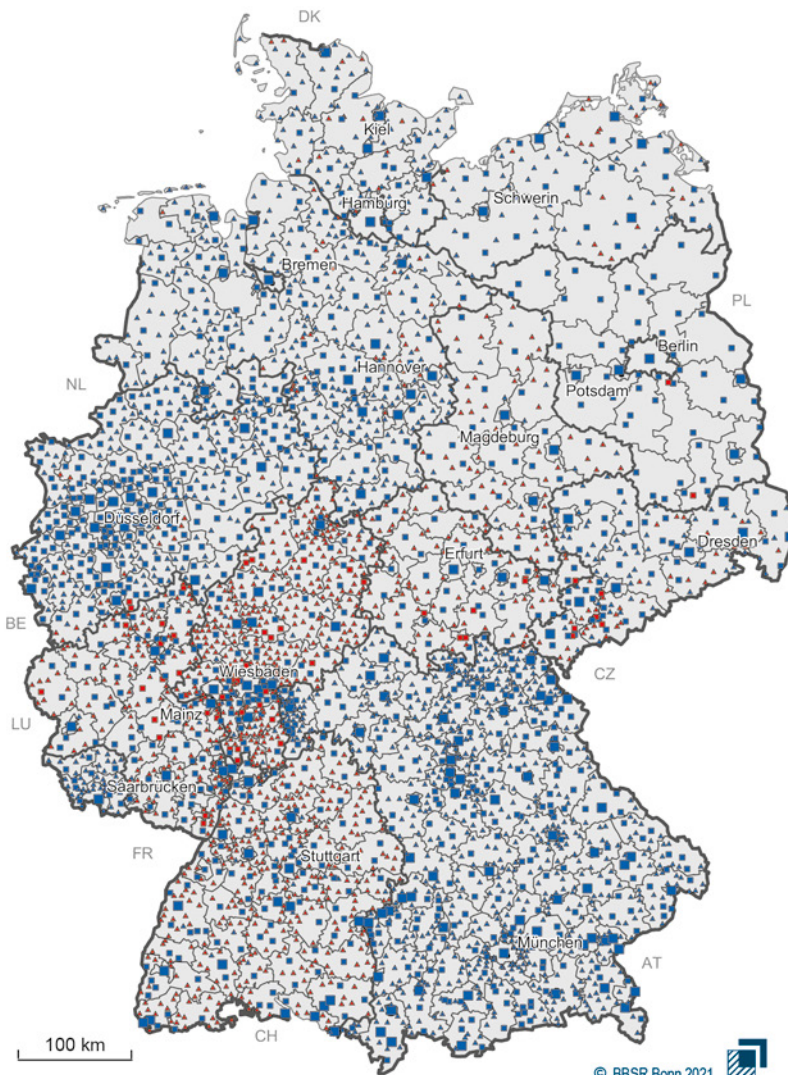 DK
Kiel
Hamburg
Schwerin
Bremen
PL
Berlin
Hannover
NL
Potsdam
Magdeburg
Düsseldorf
Erfurt
Dresden
BE
Wiesbaden
CZ
LU
Mainz
Saarbrücken
FR
Stuttgart
München
AT
CH
100 km
© BBSR Bonn 2021